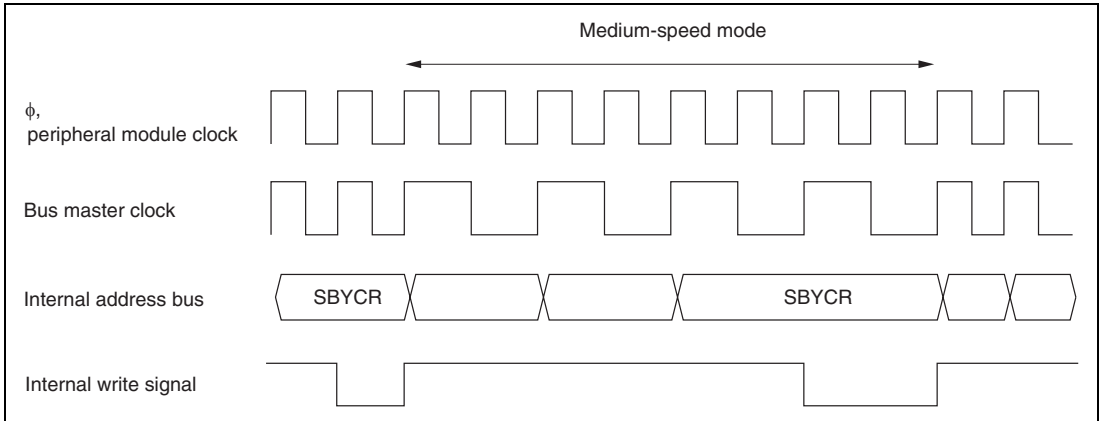 Medium-speed mode
ϕ,
peripheral module clock
Bus master clock
Internal address bus
SBYCR
SBYCR
Internal write signal